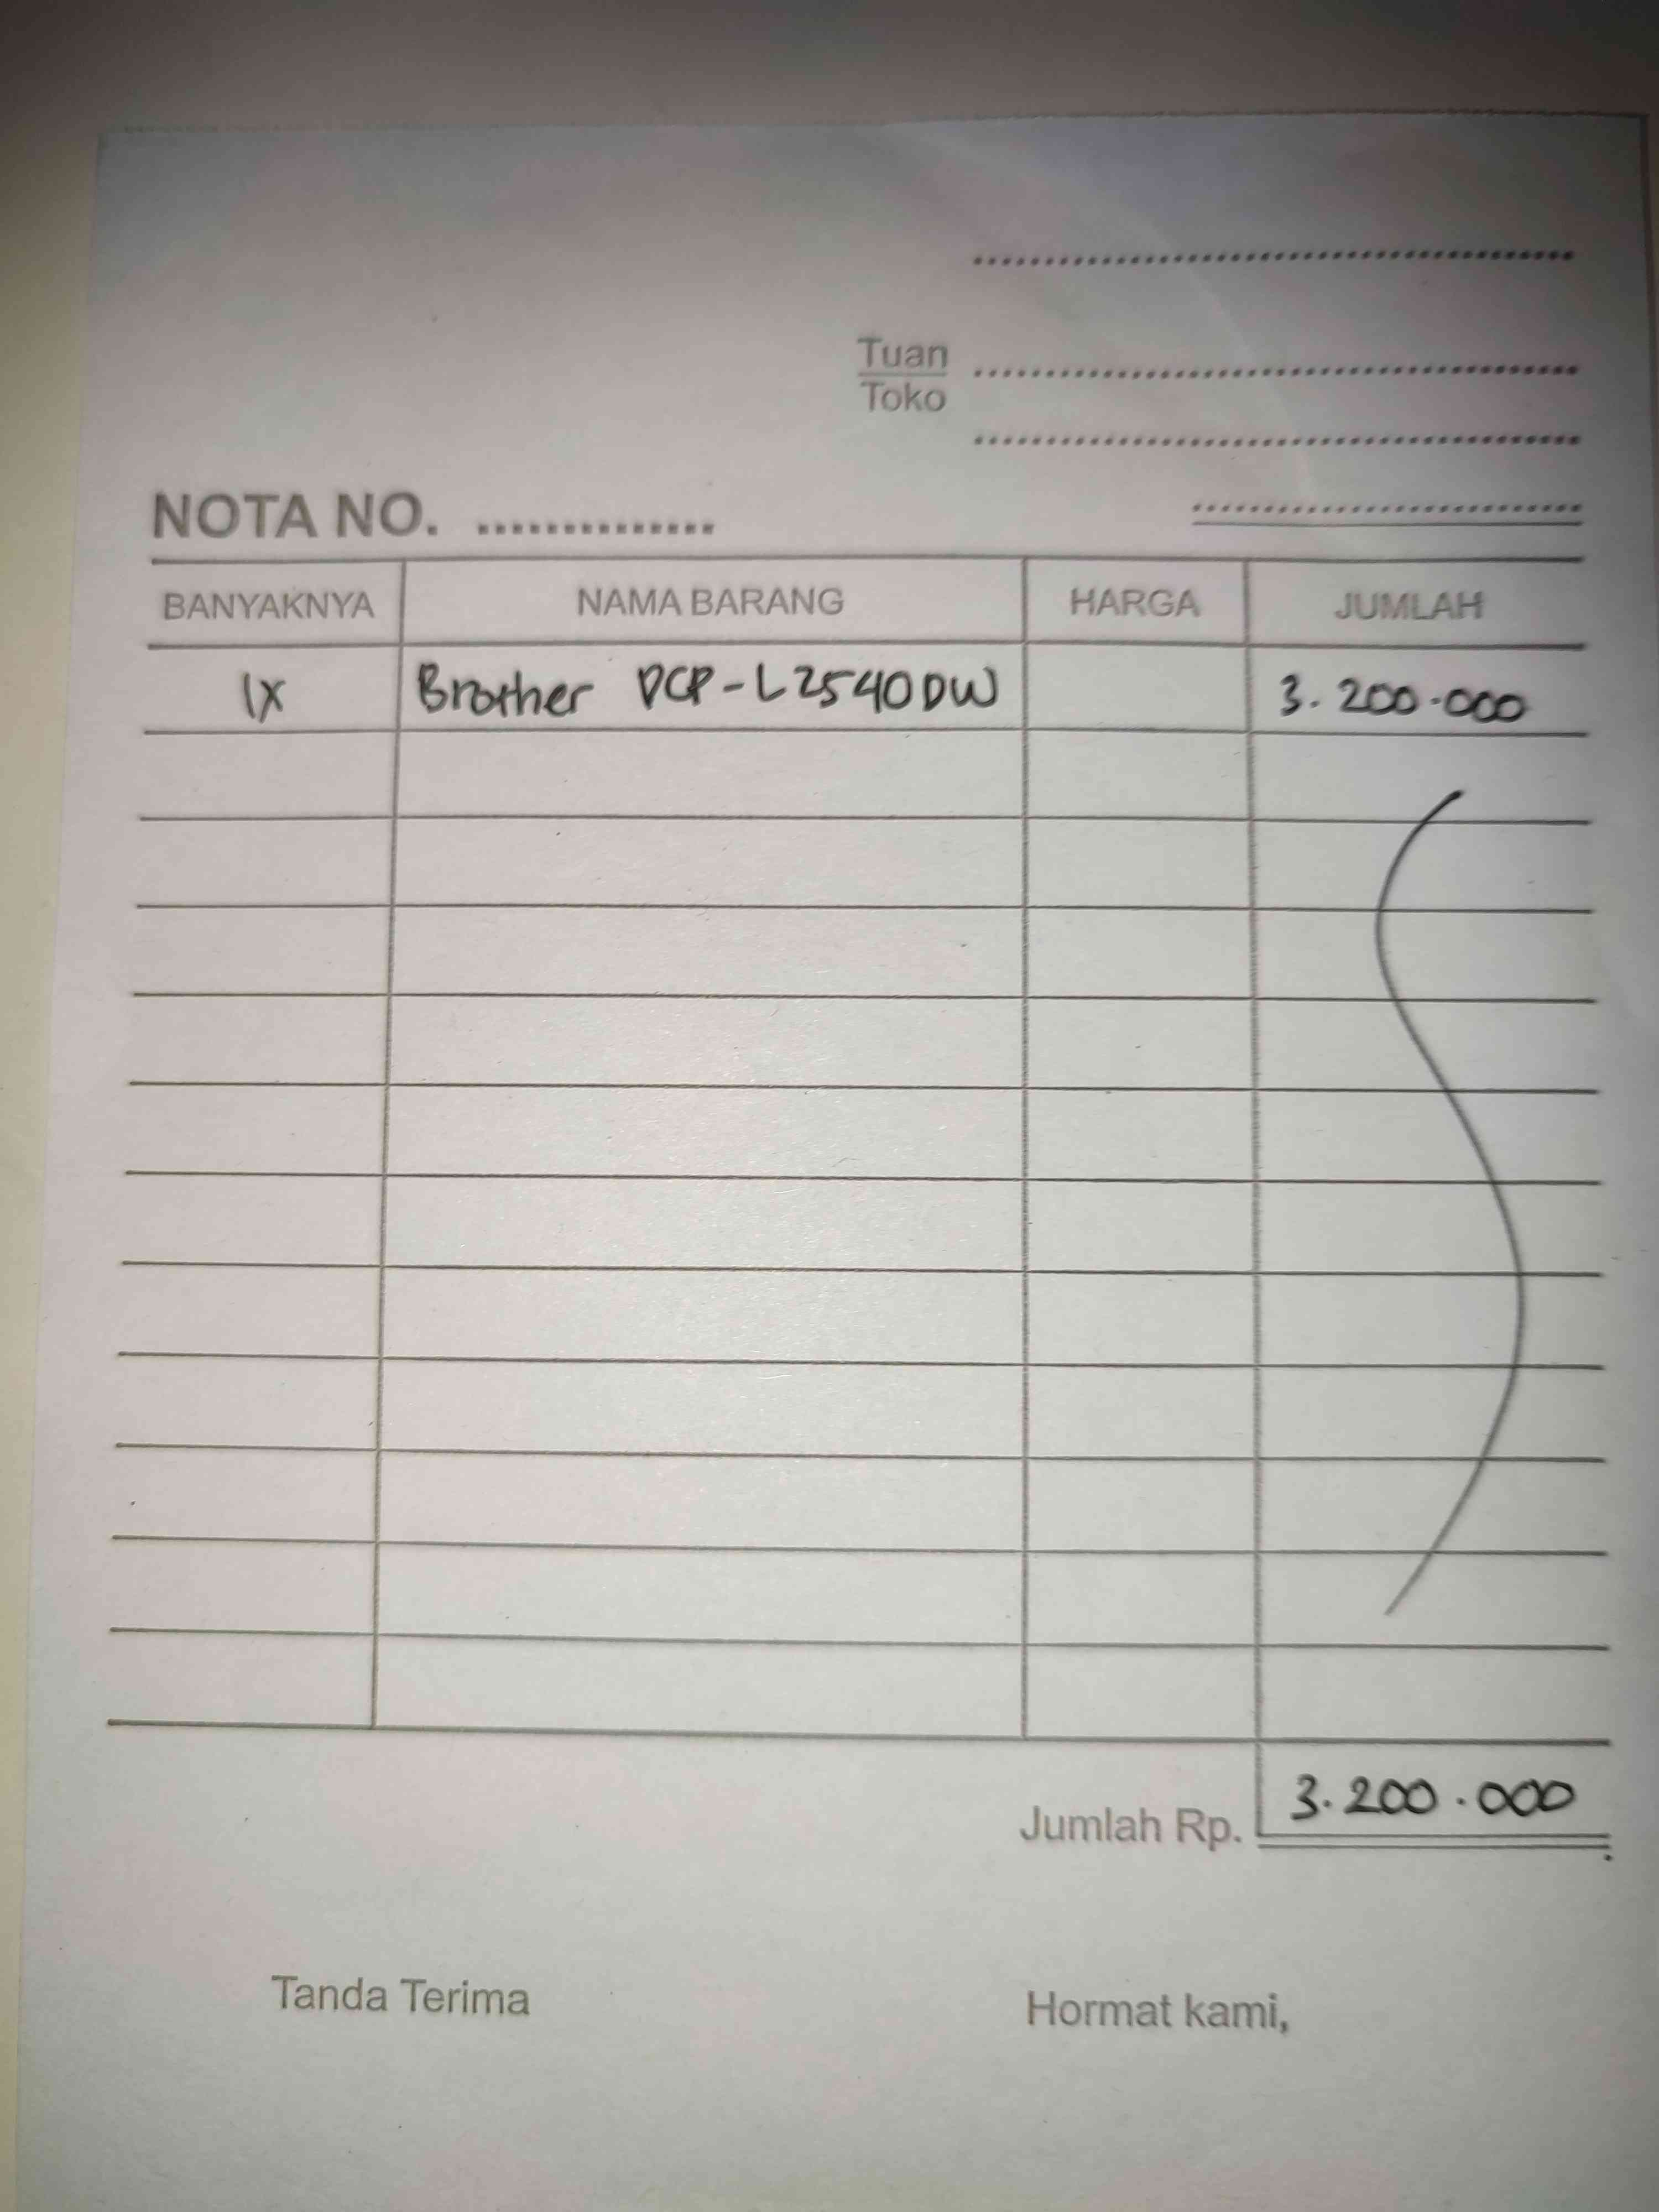 Tuan
Toko
NOTA NO. ..............
BANYAKNYA NAMA BARANG HARGA JUMLAH
1X Brother DCP-L2540DW 3.200.000
Jumlah Rp. 3.200.000
Tanda Terima Hormat kami,